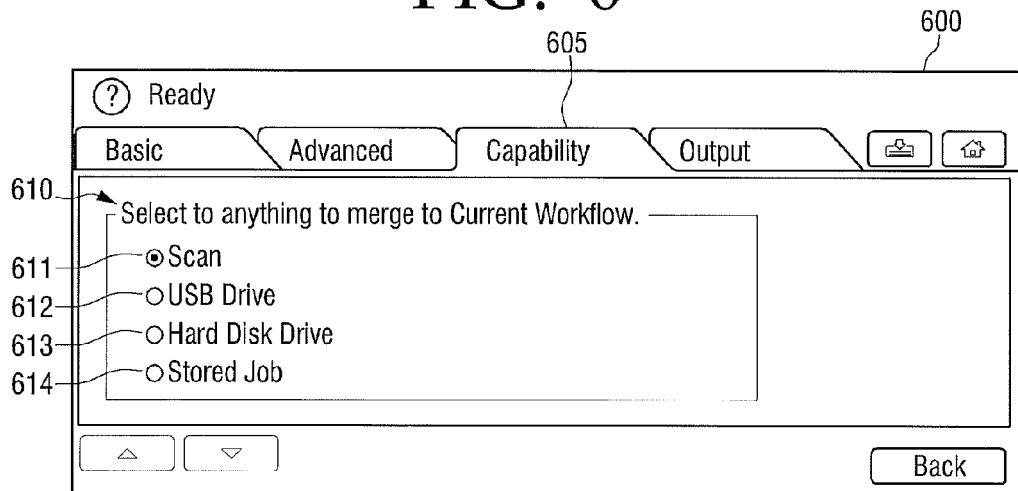 FIG. 6
600
605
? Ready
Basic Advanced Capability Output
610
Select to anything to merge to Current Workflow.
611 Scan
612 USB Drive
613 Hard Disk Drive
614 Stored Job
Back